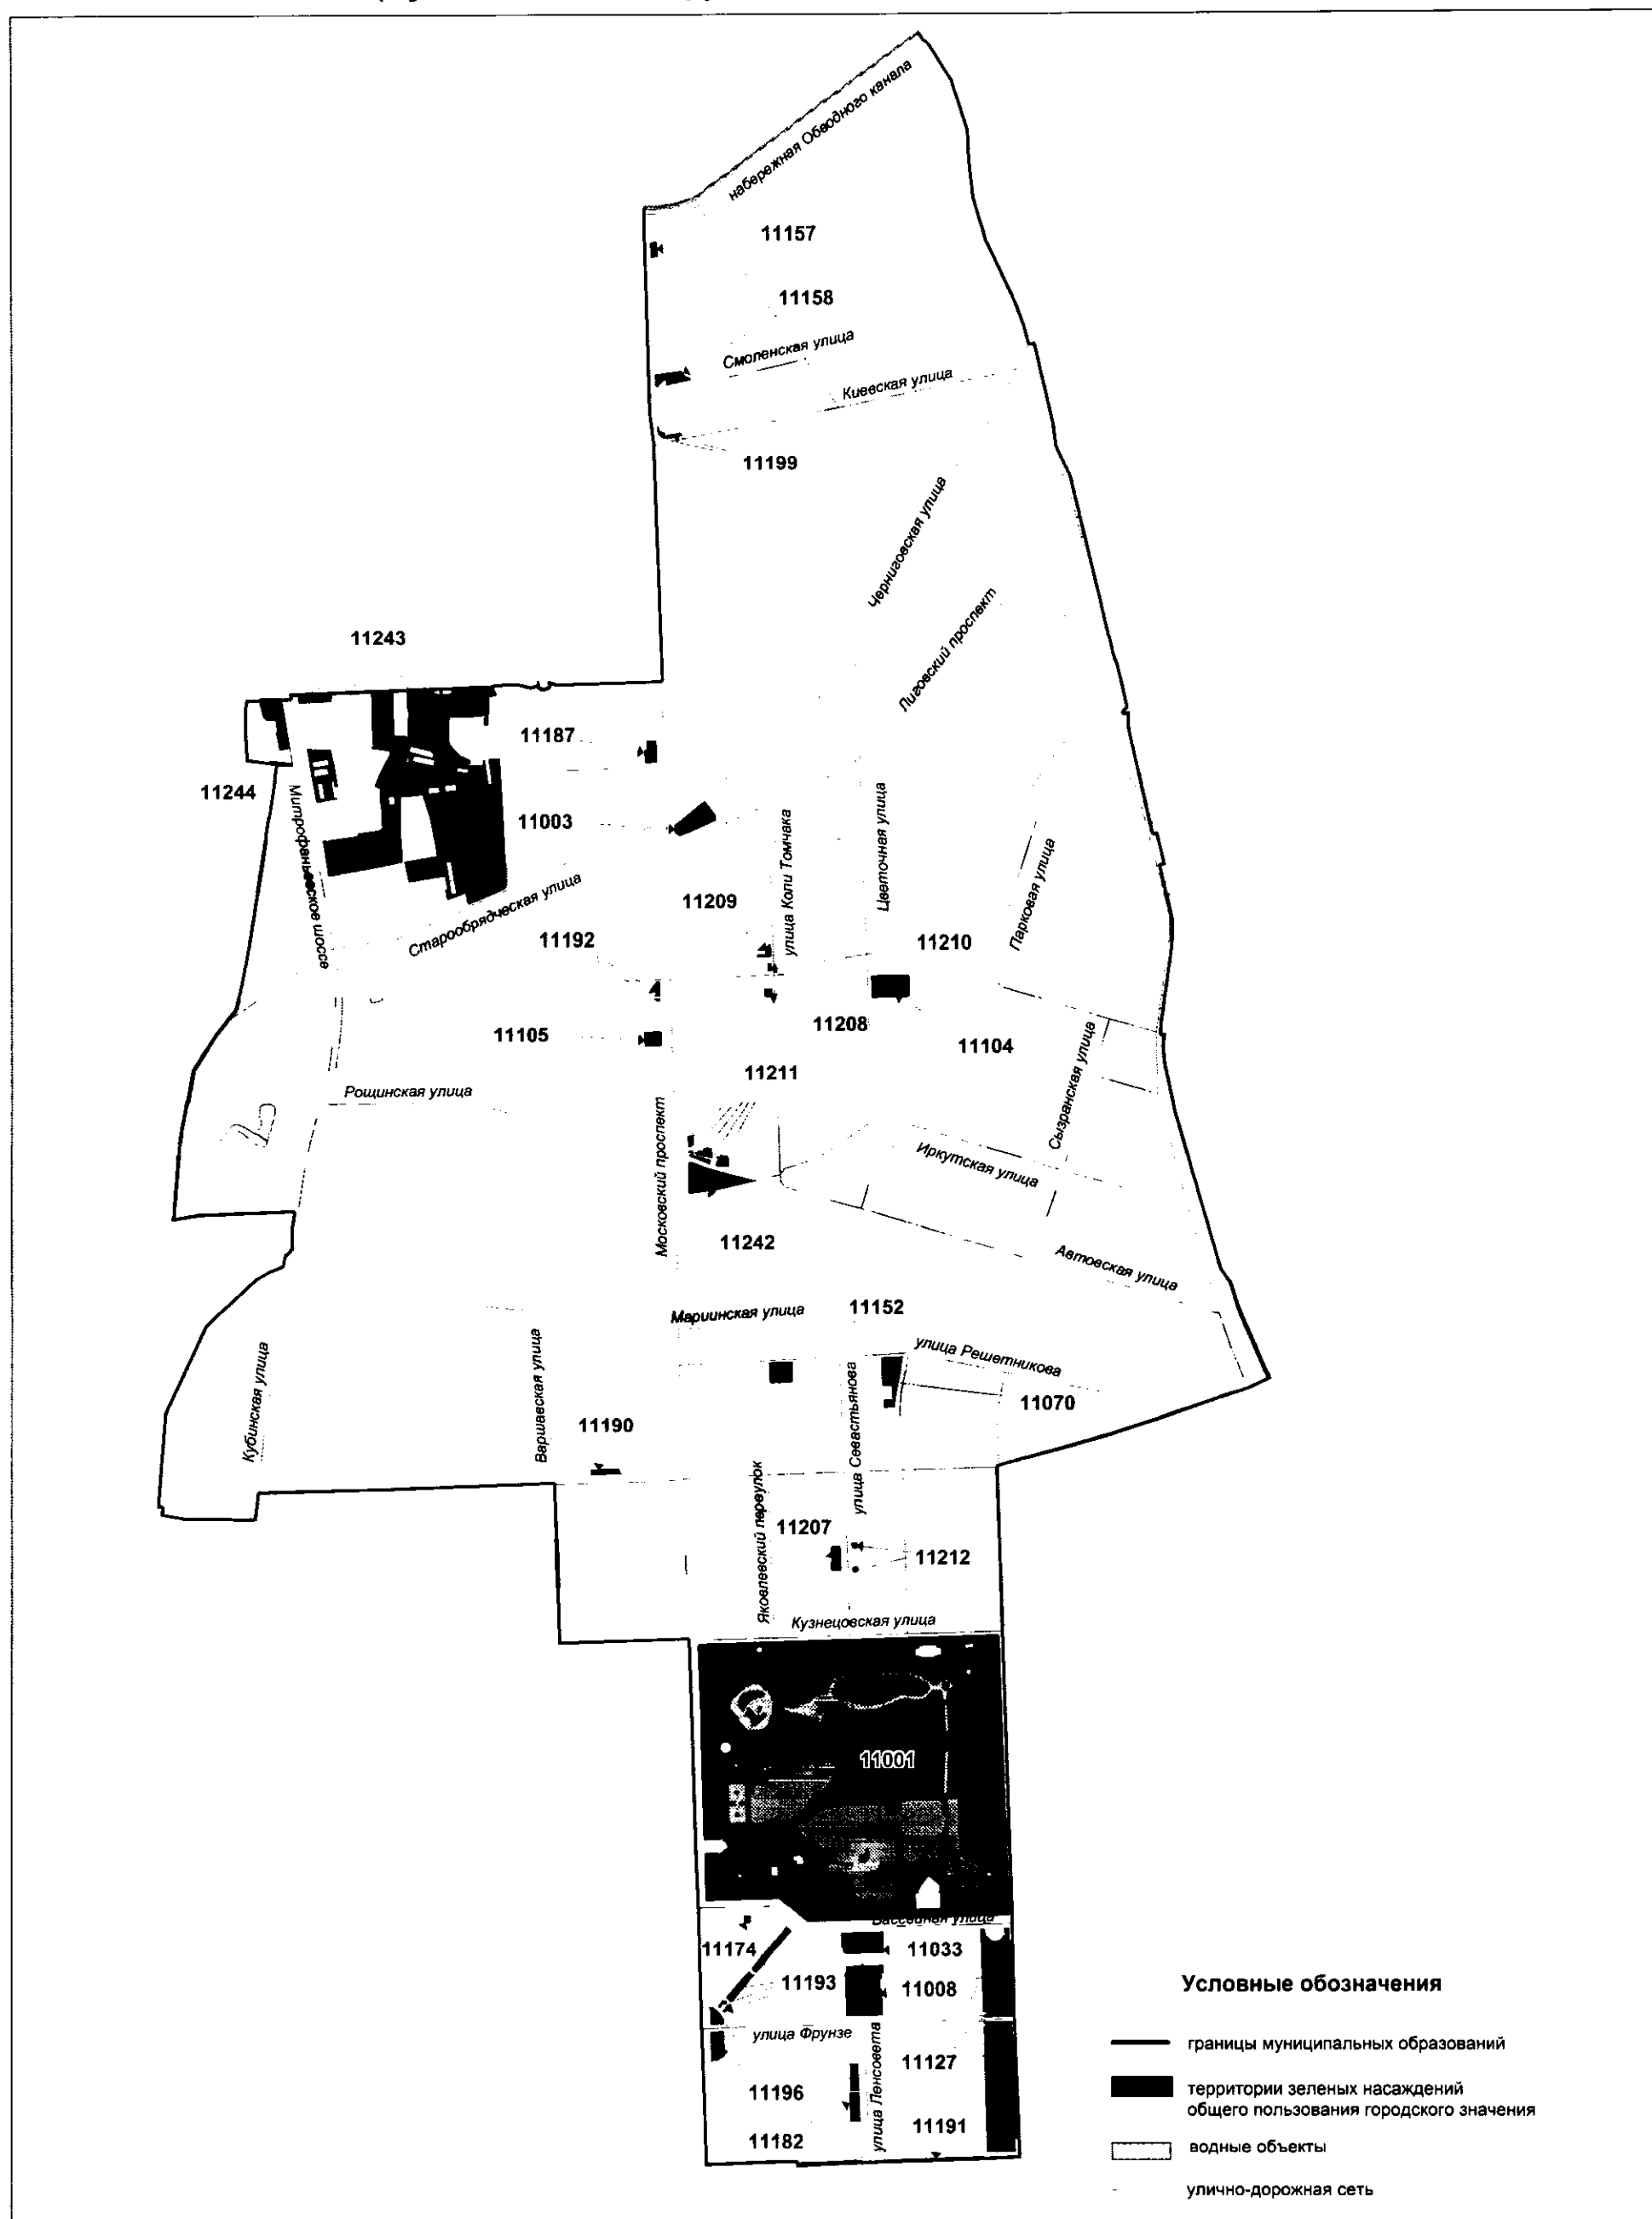 набережная Обводного канала
11157
11158
Смоленская улица
Киевская улица
11199
Черниговская улица
Лиговский проспект
11243
11187
11244
Митрофаньевское шоссе
11003
улица Коли Томчака
Цветочная улица
Парковая улица
Старообрядческая улица
11209
11192
11210
11208
11105
11104
Сызранская улица
11211
Рощинская улица
Московский проспект
Иркутская улица
11242
Автовская улица
Мариинская улица
11152
улица Решетникова
Кубинская улица
Варшавская улица
улица Севастьянова
11070
11190
Яковлевский переулок
11207
11212
Кузнецовская улица
11001
Бассейная улица
11174
11033
11193
11008
улица Фрунзе
улица Ленсовета
11127
11196
11191
11182
Условные обозначения
границы муниципальных образований
территории зеленых насаждений
общего пользования городского значения
водные объекты
улично-дорожная сеть